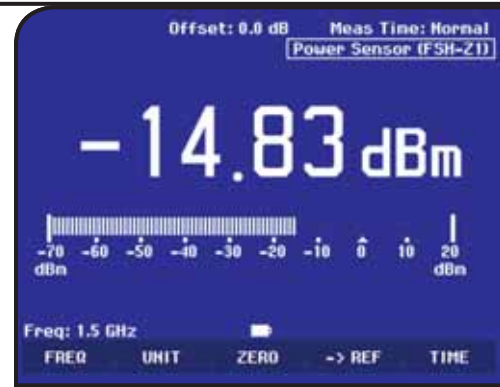 Offset: 0.0 dB Meas Time: Normal
Power Sensor (FSH-Z1)
-14.83 dBm
-70 -60 -50 -40 -30 -20 -10 0 10 20
dBm dBm
Freq: 1.5 GHz
FREQ UNIT ZERO -> REF TIME